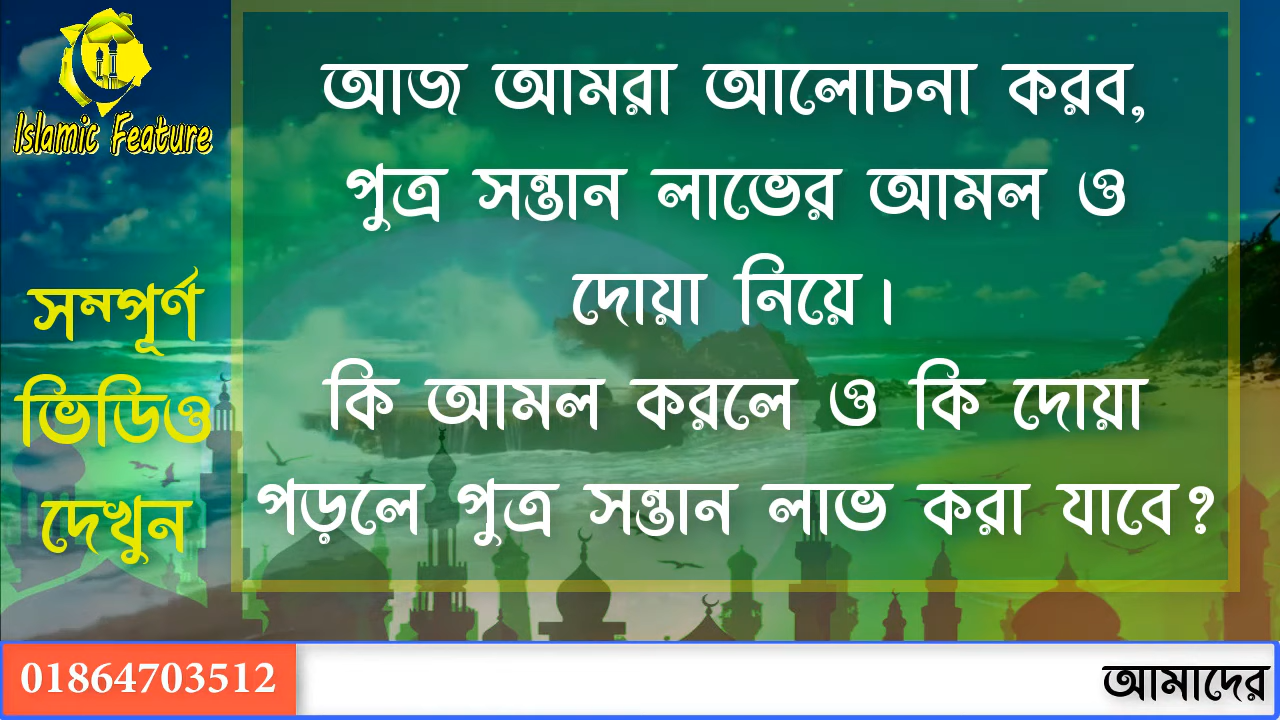 Islamic Feature
সম্পূর্ণ
ভিডিও
দেখুন
আজ আমরা আলোচনা করব,
পুত্র সন্তান লাভের আমল ও
দোয়া নিয়ে।
কি আমল করলে ও কি দোয়া
পড়লে পুত্র সন্তান লাভ করা যাবে?
01864703512
আমাদের